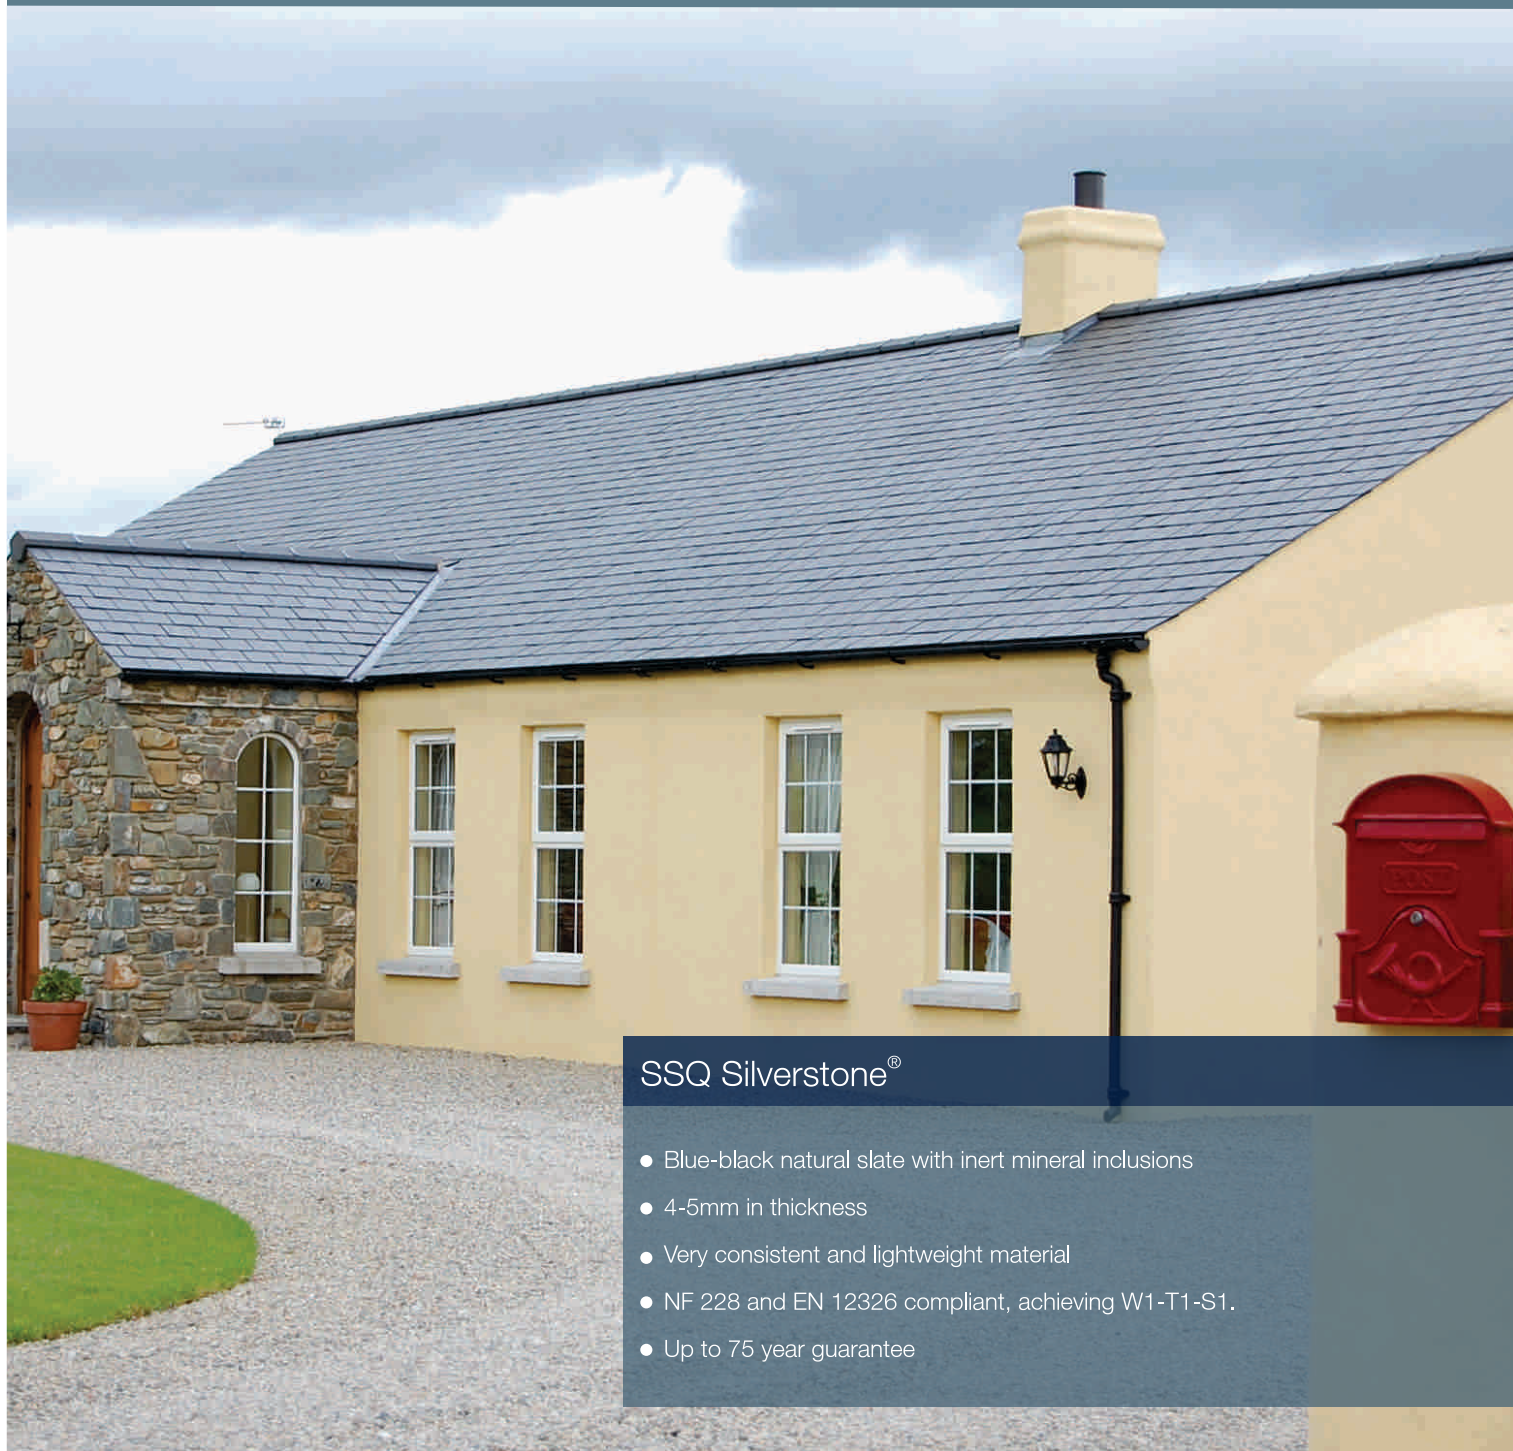 POST
SSQ Silverstone®
● Blue-black natural slate with inert mineral inclusions
● 4-5mm in thickness
● Very consistent and lightweight material
● NF 228 and EN 12326 compliant, achieving W1-T1-S1.
● Up to 75 year guarantee